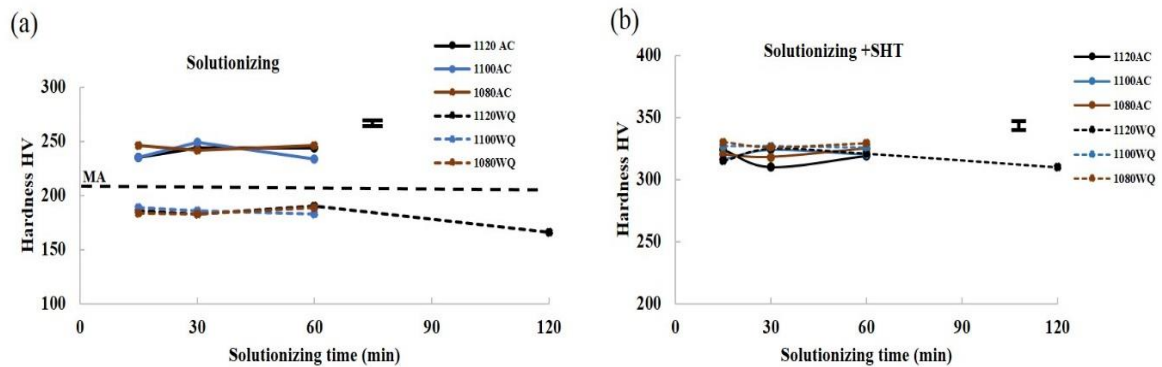 (a)
Solutionizing
1120 AC
1100AC
1080AC
1120WQ
1100WQ
1080WQ
300
250
200
150
100
MA
Hardness HV
0
30
60
90
120
Solutionizing time (min)
(b)
Solutionizing +SHT
1120AC
1100AC
1080AC
1120WQ
1100WQ
1080WQ
400
350
300
250
200
Hardness HV
0
30
60
90
120
Solutionizing time (min)